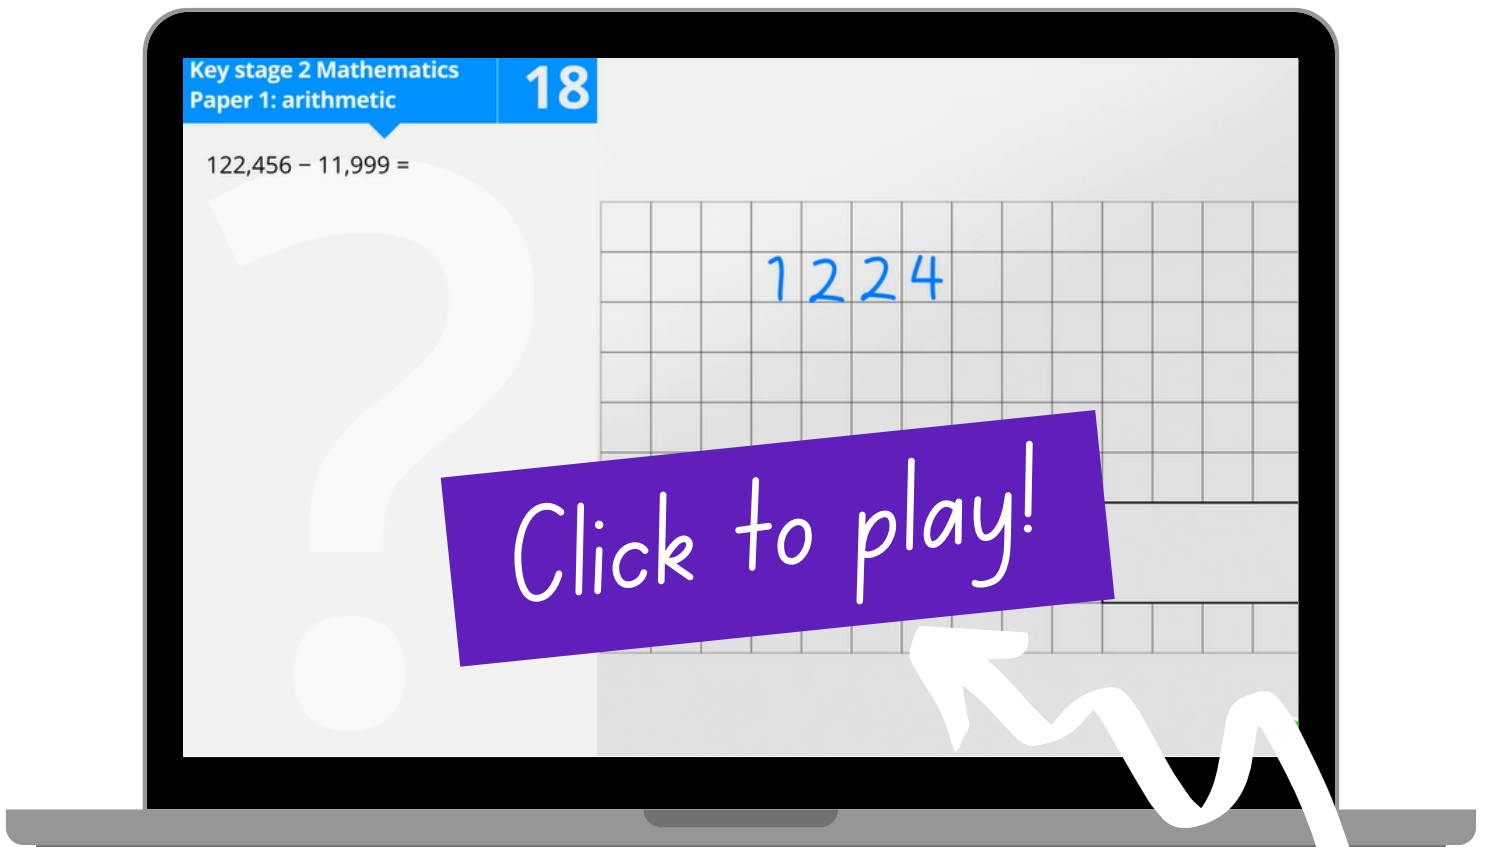 Key stage 2 Mathematics
Paper 1: arithmetic
18
122,456 − 11,999 =
1224
Click to play!